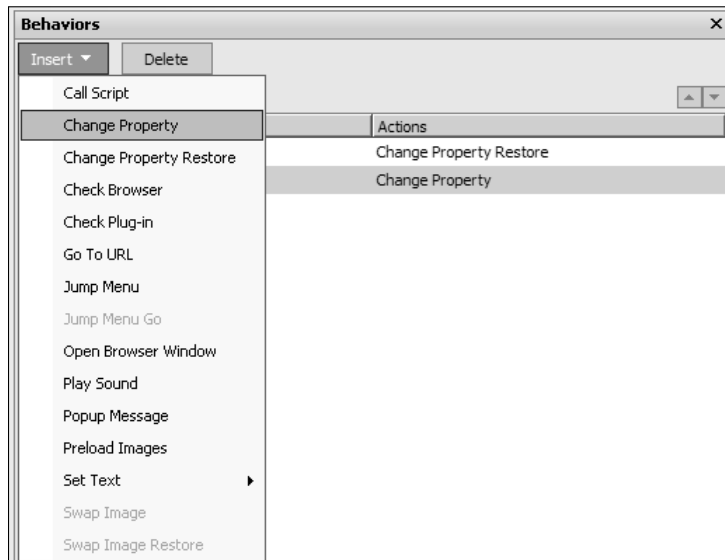 Behaviors
Insert Delete
Call Script
Change Property
Actions
Change Property Restore
Change Property Restore
Check Browser
Change Property
Check Plug-in
Go To URL
Jump Menu
Jump Menu Go
Open Browser Window
Play Sound
Popup Message
Preload Images
Set Text
Swap Image
Swap Image Restore